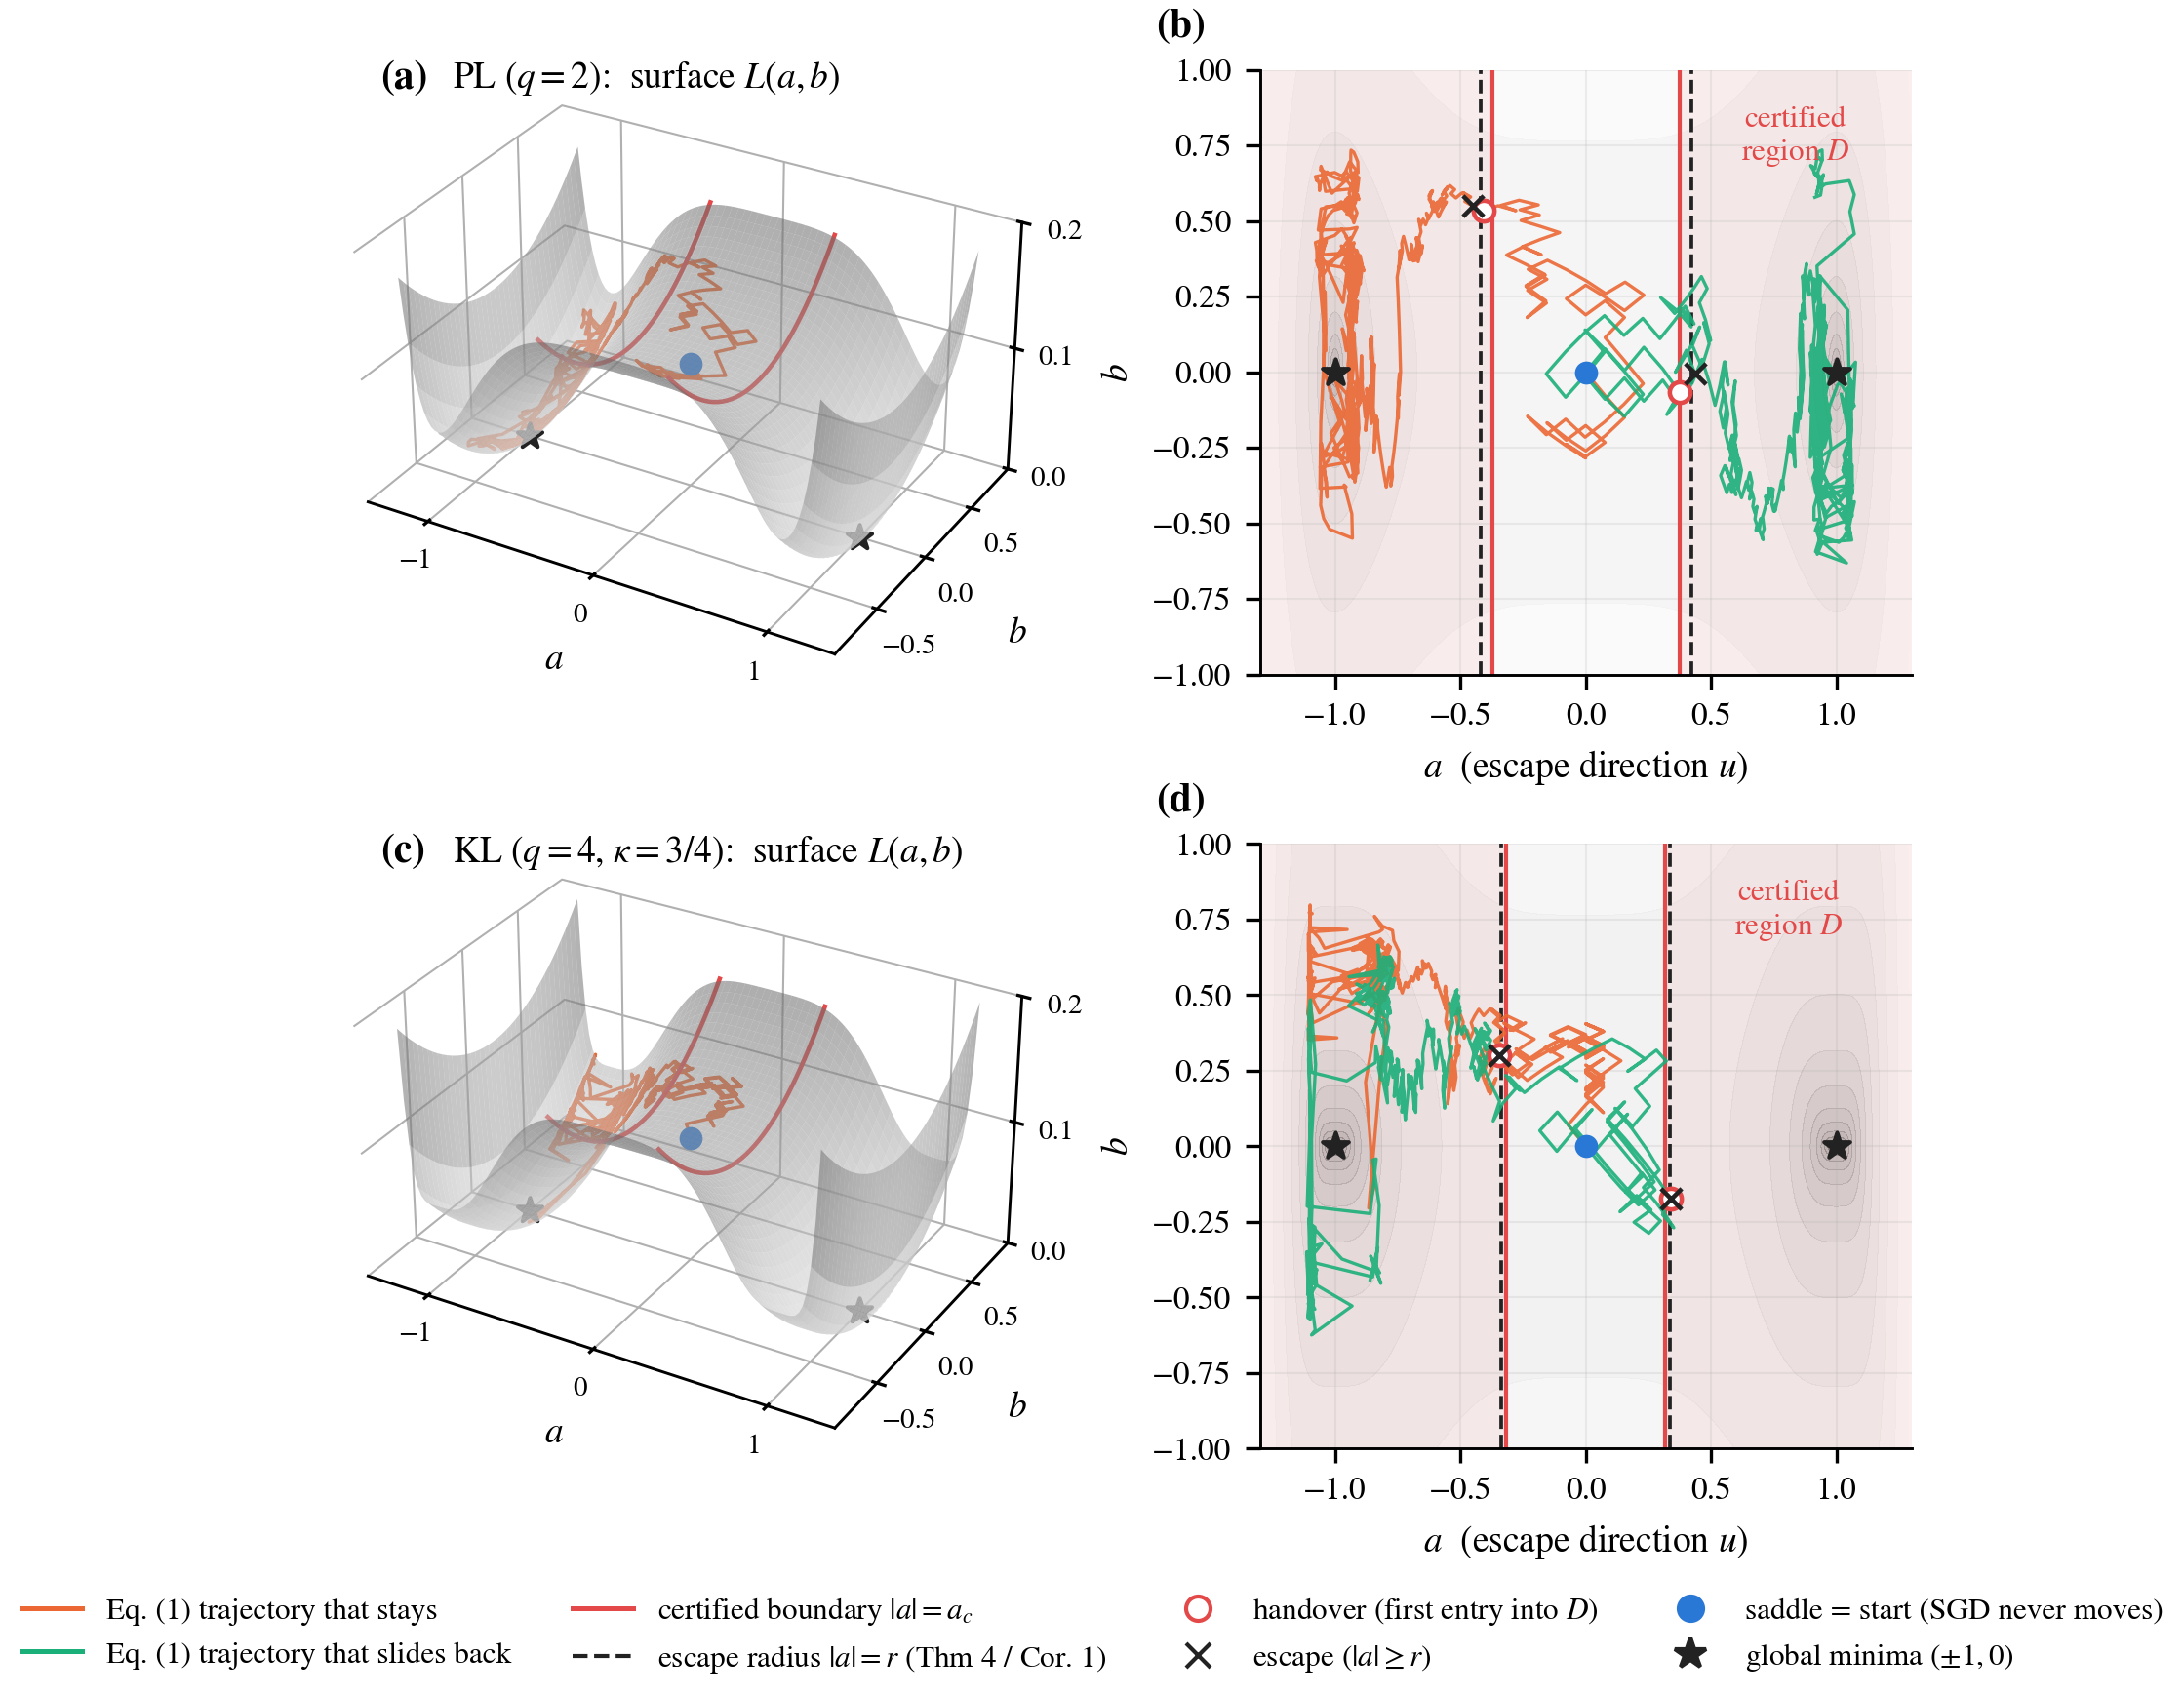 (a) PL (q = 2): surface L(a, b)
0.2
0.1
0.0
0.5
0.0
−0.5
b
−1
0
1
a
(b)
1.00
0.75
0.50
0.25
0.00
−0.25
−0.50
−0.75
−1.00
b
certified
region D
−1.0 −0.5 0.0 0.5 1.0
a (escape direction u)
(c) KL (q = 4, κ = 3/4): surface L(a, b)
0.2
0.1
0.0
0.5
0.0
−0.5
b
−1
0
1
a
(d)
1.00
0.75
0.50
0.25
0.00
−0.25
−0.50
−0.75
−1.00
b
certified
region D
−1.0 −0.5 0.0 0.5 1.0
a (escape direction u)
Eq. (1) trajectory that stays
Eq. (1) trajectory that slides back
certified boundary |a| = a_c
escape radius |a| = r (Thm 4 / Cor. 1)
handover (first entry into D)
escape (|a| ≥ r)
saddle = start (SGD never moves)
global minima (±1, 0)